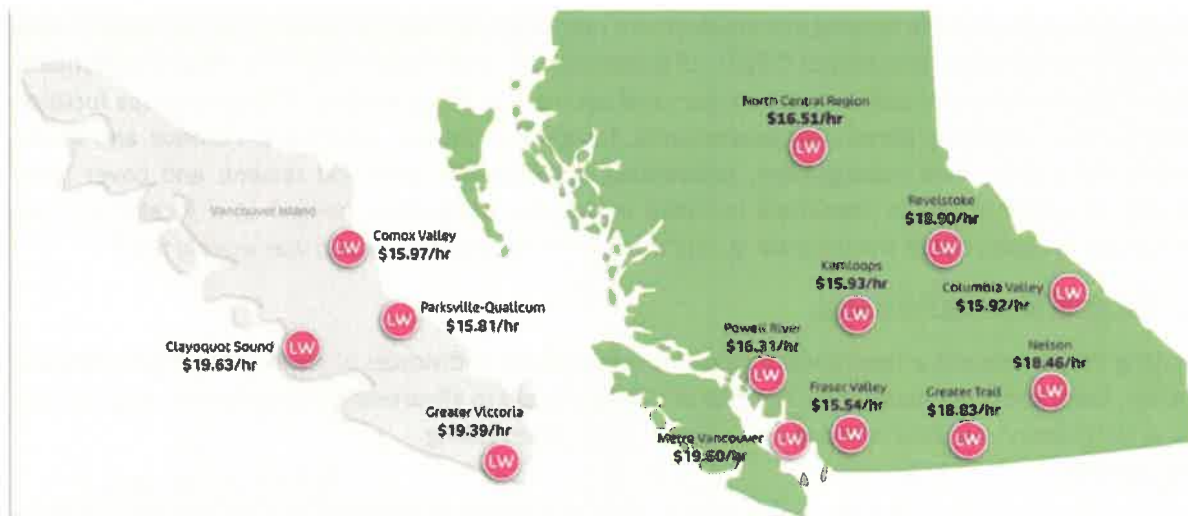 North Central Region
$16.51/hr
LW
Revelstoke
$18.90/hr
LW
Vancouver Island
LW
Comox Valley
$15.97/hr
Kamloops
$15.93/hr
LW
Columbia Valley
$15.92/hr
LW
LW
Parksville-Qualicum
$15.81/hr
Clayoquot Sound
$19.63/hr
LW
Powell River
$16.31/hr
LW
Nelson
$18.46/hr
LW
Greater Victoria
$19.39/hr
LW
Fraser Valley
$15.54/hr
LW
Greater Trail
$18.83/hr
LW
Metro Vancouver
$19.60/hr
LW